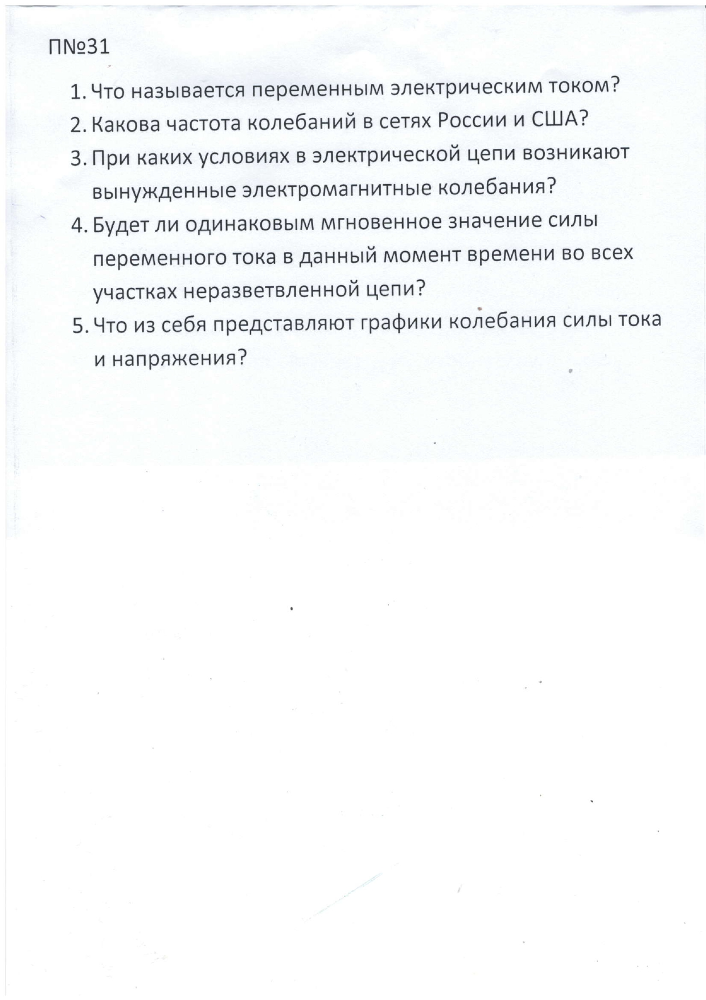 П№31
1. Что называется переменным электрическим током?
2. Какова частота колебаний в сетях России и США?
3. При каких условиях в электрической цепи возникают
вынужденные электромагнитные колебания?
4. Будет ли одинаковым мгновенное значение силы
переменного тока в данный момент времени во всех
участках неразветвленной цепи?
5. Что из себя представляют графики колебания силы тока
и напряжения?